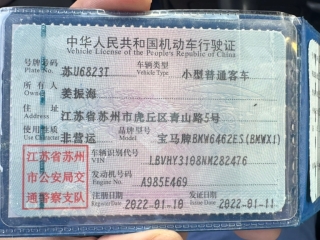 中华人民共和国机动车行驶证
Vehicle License of the People's Republic of China
号牌号码 苏U6823T 车辆类型 小型普通客车
Plate No. Vehicle Type
所有人 姜振海
Owner
住址 江苏省苏州市虎丘区青山路5号
Address
使用性质 非营运 品牌型号 宝马牌BMW6462ES(BMWX1)
Use Character Model
江苏省苏州市公安局交通警察支队
车辆识别代号 LBVHY3108NM282476
VIN
发动机号码 A985E469
Engine No.
注册日期 2022-01-10 发证日期 2022-01-11
Register Date Issue Date